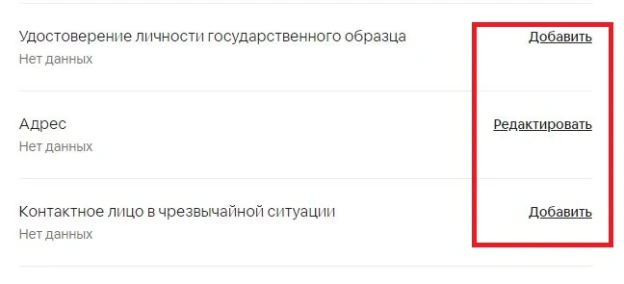 Удостоверение личности государственного образца
Добавить
Нет данных
Адрес
Редактировать
Нет данных
Контактное лицо в чрезвычайной ситуации
Добавить
Нет данных